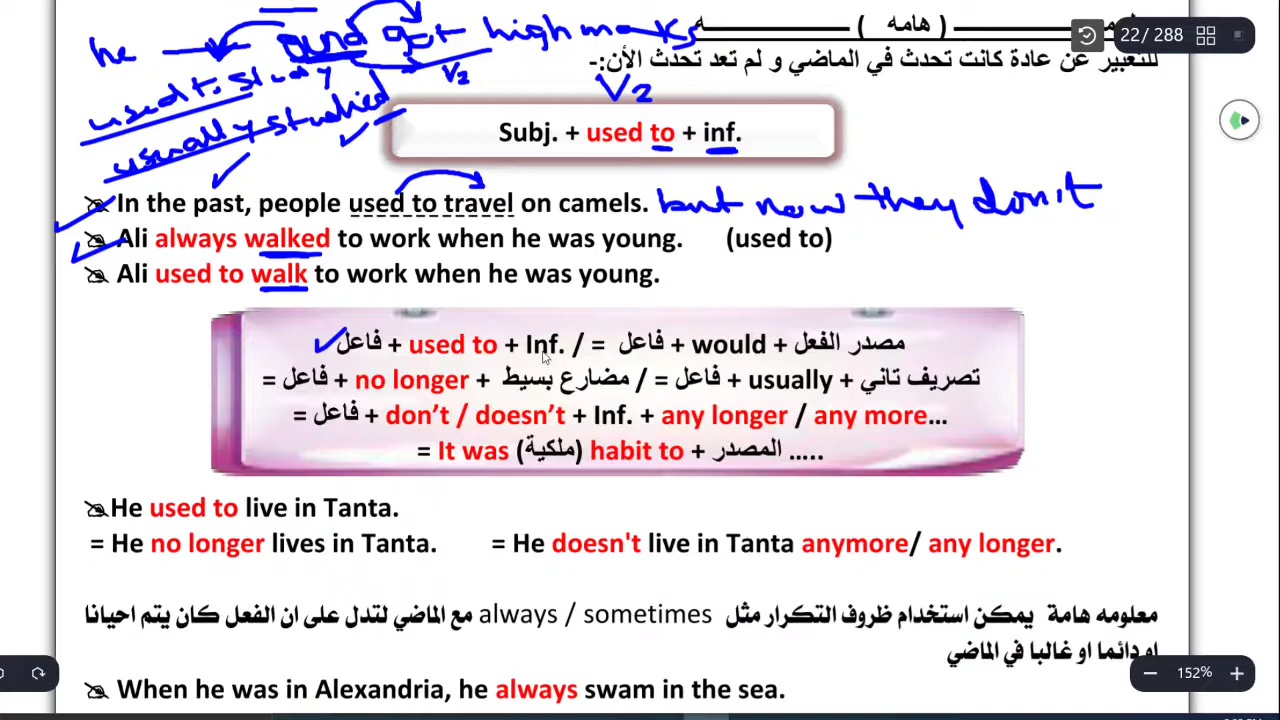 he and got high marks
used to study
V2
usually studied
( هامه )
22 / 288
للتعبير عن عادة كانت تحدث في الماضي و لم تعد تحدث الأن:-
V2
Subj. + used to + inf.
In the past, people used to travel on camels. but now they don't
Ali always walked to work when he was young. (used to)
Ali used to walk to work when he was young.
فاعل + used to + Inf. / = فاعل + would + مصدر الفعل
= فاعل + no longer + مضارع بسيط / = فاعل + usually + تصريف تاني
= فاعل + don't / doesn't + Inf. + any longer / any more…
= It was (ملكية) habit to + المصدر …..
He used to live in Tanta.
= He no longer lives in Tanta. = He doesn't live in Tanta anymore/ any longer.
معلومه هامة يمكن استخدام ظروف التكرار مثل always / sometimes مع الماضي لتدل على ان الفعل كان يتم احيانا
او دائما او غالبا في الماضي
152%
When he was in Alexandria, he always swam in the sea.